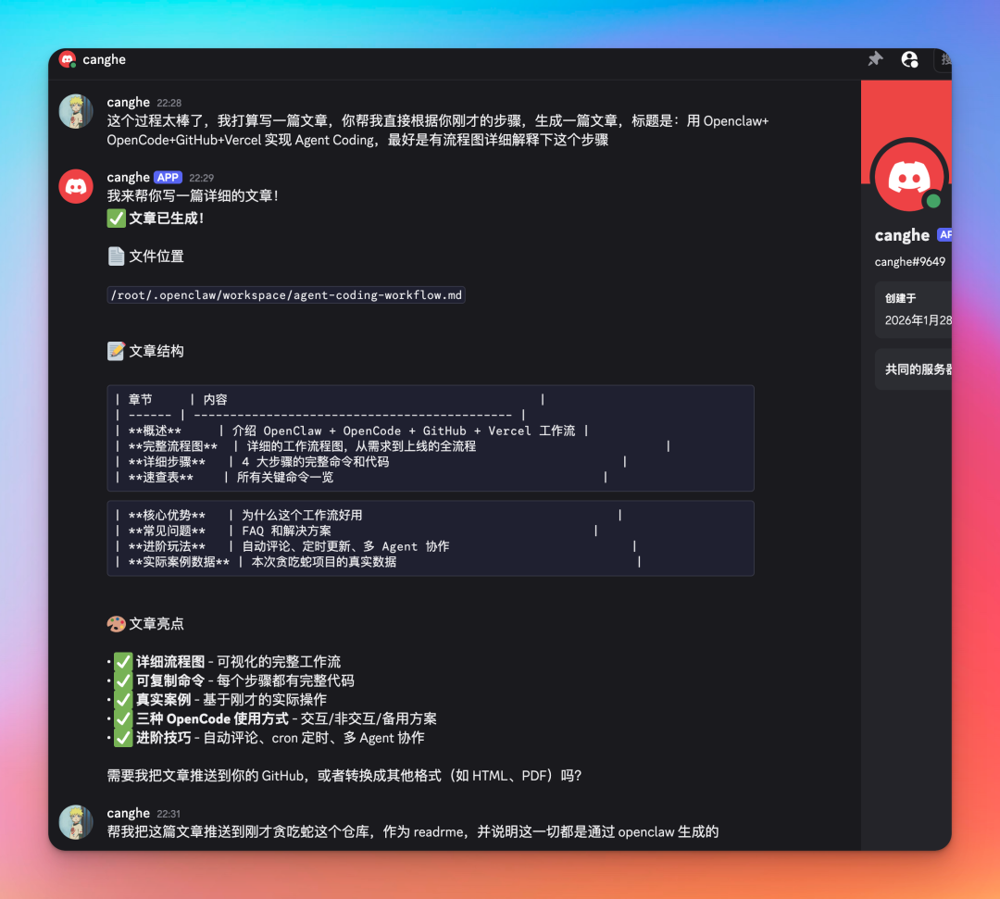 canghe
搜
canghe 22:28
这个过程太棒了，我打算写一篇文章，你帮我直接根据你刚才的步骤，生成一篇文章，标题是：用 Openclaw+
OpenCode+GitHub+Vercel 实现 Agent Coding，最好是有流程图详细解释下这个步骤
canghe APP 22:29
我来帮你写一篇详细的文章！
✅ 文章已生成！
📄 文件位置
/root/.openclaw/workspace/agent-coding-workflow.md
📝 文章结构
| 章节 | 内容 |
| ------ | ------------------------------------------- |
| **概述** | 介绍 OpenClaw + OpenCode + GitHub + Vercel 工作流 |
| **完整流程图** | 详细的工作流程图，从需求到上线的全流程 |
| **详细步骤** | 4 大步骤的完整命令和代码 |
| **速查表** | 所有关键命令一览 |
| **核心优势** | 为什么这个工作流好用 |
| **常见问题** | FAQ 和解决方案 |
| **进阶玩法** | 自动评论、定时更新、多 Agent 协作 |
| **实际案例数据** | 本次贪吃蛇项目的真实数据 |
🎨 文章亮点
• ✅ 详细流程图 - 可视化的完整工作流
• ✅ 可复制命令 - 每个步骤都有完整代码
• ✅ 真实案例 - 基于刚才的实际操作
• ✅ 三种 OpenCode 使用方式 - 交互/非交互/备用方案
• ✅ 进阶技巧 - 自动评论、cron 定时、多 Agent 协作
需要我把文章推送到你的 GitHub，或者转换成其他格式（如 HTML、PDF）吗？
canghe 22:31
帮我把这篇文章推送到刚才贪吃蛇这个仓库，作为 readrme，并说明这一切都是通过 openclaw 生成的
canghe AP
canghe#9649
创建于
2026年1月28
共同的服务器